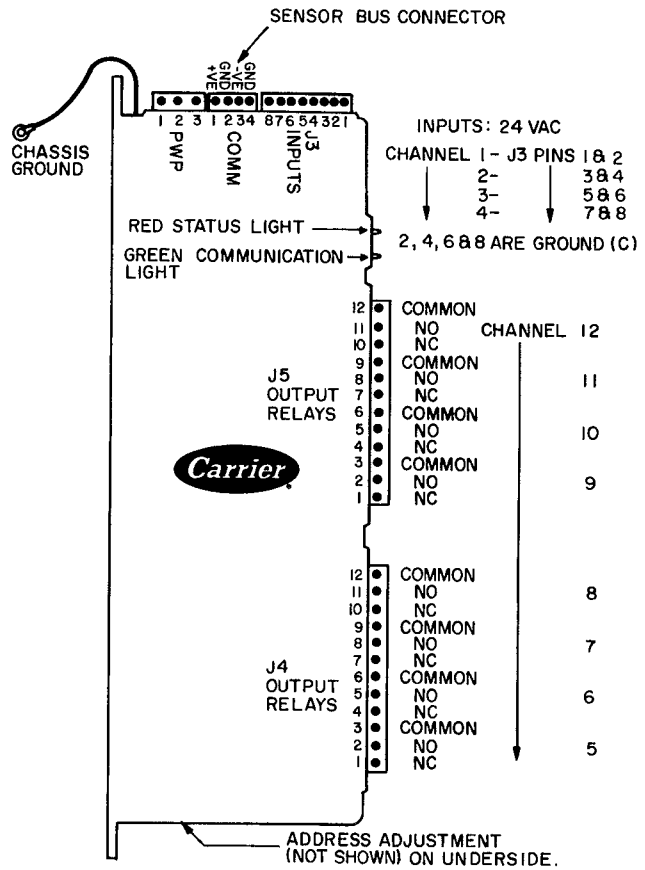 SENSOR BUS CONNECTOR
+VE
GND
-VE
GND
1 2 3 1 2 3 4 8 7 6 5 4 3 2 1
PWP
COMM
J3
INPUTS
CHASSIS
GROUND
INPUTS: 24 VAC
CHANNEL 1- J3 PINS 1 & 2
2- 3 & 4
3- 5 & 6
4- 7 & 8
2, 4, 6 & 8 ARE GROUND (C)
RED STATUS LIGHT
GREEN COMMUNICATION
LIGHT
12 COMMON
11 NO CHANNEL 12
10 NC
9 COMMON
8 NO 11
7 NC
6 COMMON
5 NO 10
4 NC
3 COMMON
2 NO 9
1 NC
J5
OUTPUT
RELAYS
Carrier
12 COMMON
11 NO 8
10 NC
9 COMMON
8 NO 7
7 NC
6 COMMON
5 NO 6
4 NC
3 COMMON
2 NO 5
1 NC
J4
OUTPUT
RELAYS
ADDRESS ADJUSTMENT
(NOT SHOWN) ON UNDERSIDE.